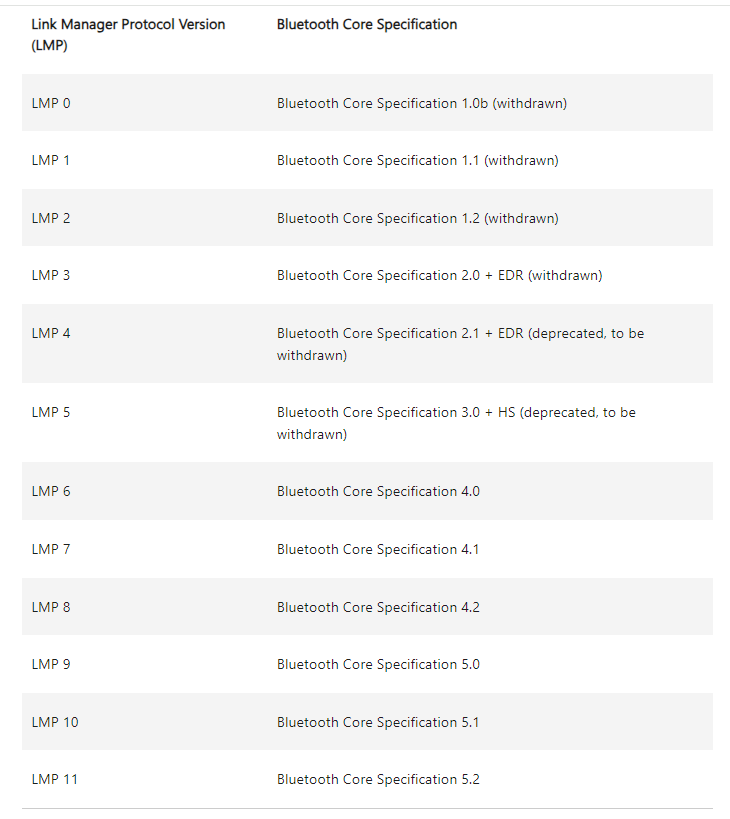 Link Manager Protocol Version Bluetooth Core Specification
(LMP)
LMP 0 Bluetooth Core Specification 1.0b (withdrawn)
LMP 1 Bluetooth Core Specification 1.1 (withdrawn)
LMP 2 Bluetooth Core Specification 1.2 (withdrawn)
LMP 3 Bluetooth Core Specification 2.0 + EDR (withdrawn)
LMP 4 Bluetooth Core Specification 2.1 + EDR (deprecated, to be
withdrawn)
LMP 5 Bluetooth Core Specification 3.0 + HS (deprecated, to be
withdrawn)
LMP 6 Bluetooth Core Specification 4.0
LMP 7 Bluetooth Core Specification 4.1
LMP 8 Bluetooth Core Specification 4.2
LMP 9 Bluetooth Core Specification 5.0
LMP 10 Bluetooth Core Specification 5.1
LMP 11 Bluetooth Core Specification 5.2